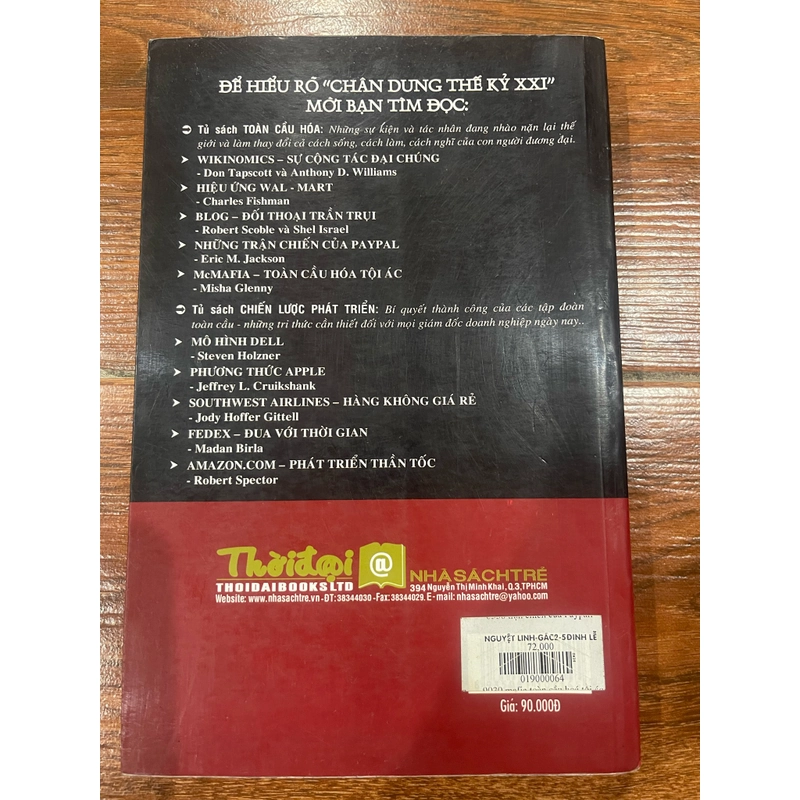 ĐỂ HIỂU RÕ "CHÂN DUNG THẾ KỶ XXI"
MỜI BẠN TÌM ĐỌC:
➲ Tủ sách TOÀN CẦU HÓA: Những sự kiện và tác nhân đang nhào nặn lại thế
giới và làm thay đổi cả cách sống, cách làm, cách nghĩ của con người đương đại.
➤ WIKINOMICS – SỰ CỘNG TÁC ĐẠI CHÚNG
- Don Tapscott và Anthony D. Williams
➤ HIỆU ỨNG WAL - MART
- Charles Fishman
➤ BLOG – ĐỐI THOẠI TRẦN TRỤI
- Robert Scoble và Shel Israel
➤ NHỮNG TRẬN CHIẾN CỦA PAYPAL
- Eric M. Jackson
➤ McMAFIA – TOÀN CẦU HÓA TỘI ÁC
- Misha Glenny
➲ Tủ sách CHIẾN LƯỢC PHÁT TRIỂN: Bí quyết thành công của các tập đoàn
toàn cầu - những tri thức cần thiết đối với mọi giám đốc doanh nghiệp ngày nay..
➤ MÔ HÌNH DELL
- Steven Holzner
➤ PHƯƠNG THỨC APPLE
- Jeffrey L. Cruikshank
➤ SOUTHWEST AIRLINES – HÀNG KHÔNG GIÁ RẺ
- Jody Hoffer Gittell
➤ FEDEX – ĐUA VỚI THỜI GIAN
- Madan Birla
➤ AMAZON.COM – PHÁT TRIỂN THẦN TỐC
- Robert Spector
Thời đại @ NHÀ SÁCH TRẺ
THOIDAIBOOKS LTD 394 Nguyễn Thị Minh Khai, Q.3, TPHCM
Website: www.nhasachtre.vn -ĐT: 38344030 -Fax: 38344029. E-mail: nhasachtre@yahoo.com
NGUYỆT LINH-GÁC2-5ĐINH LỄ
72,000
019000064
Giá: 90.000Đ